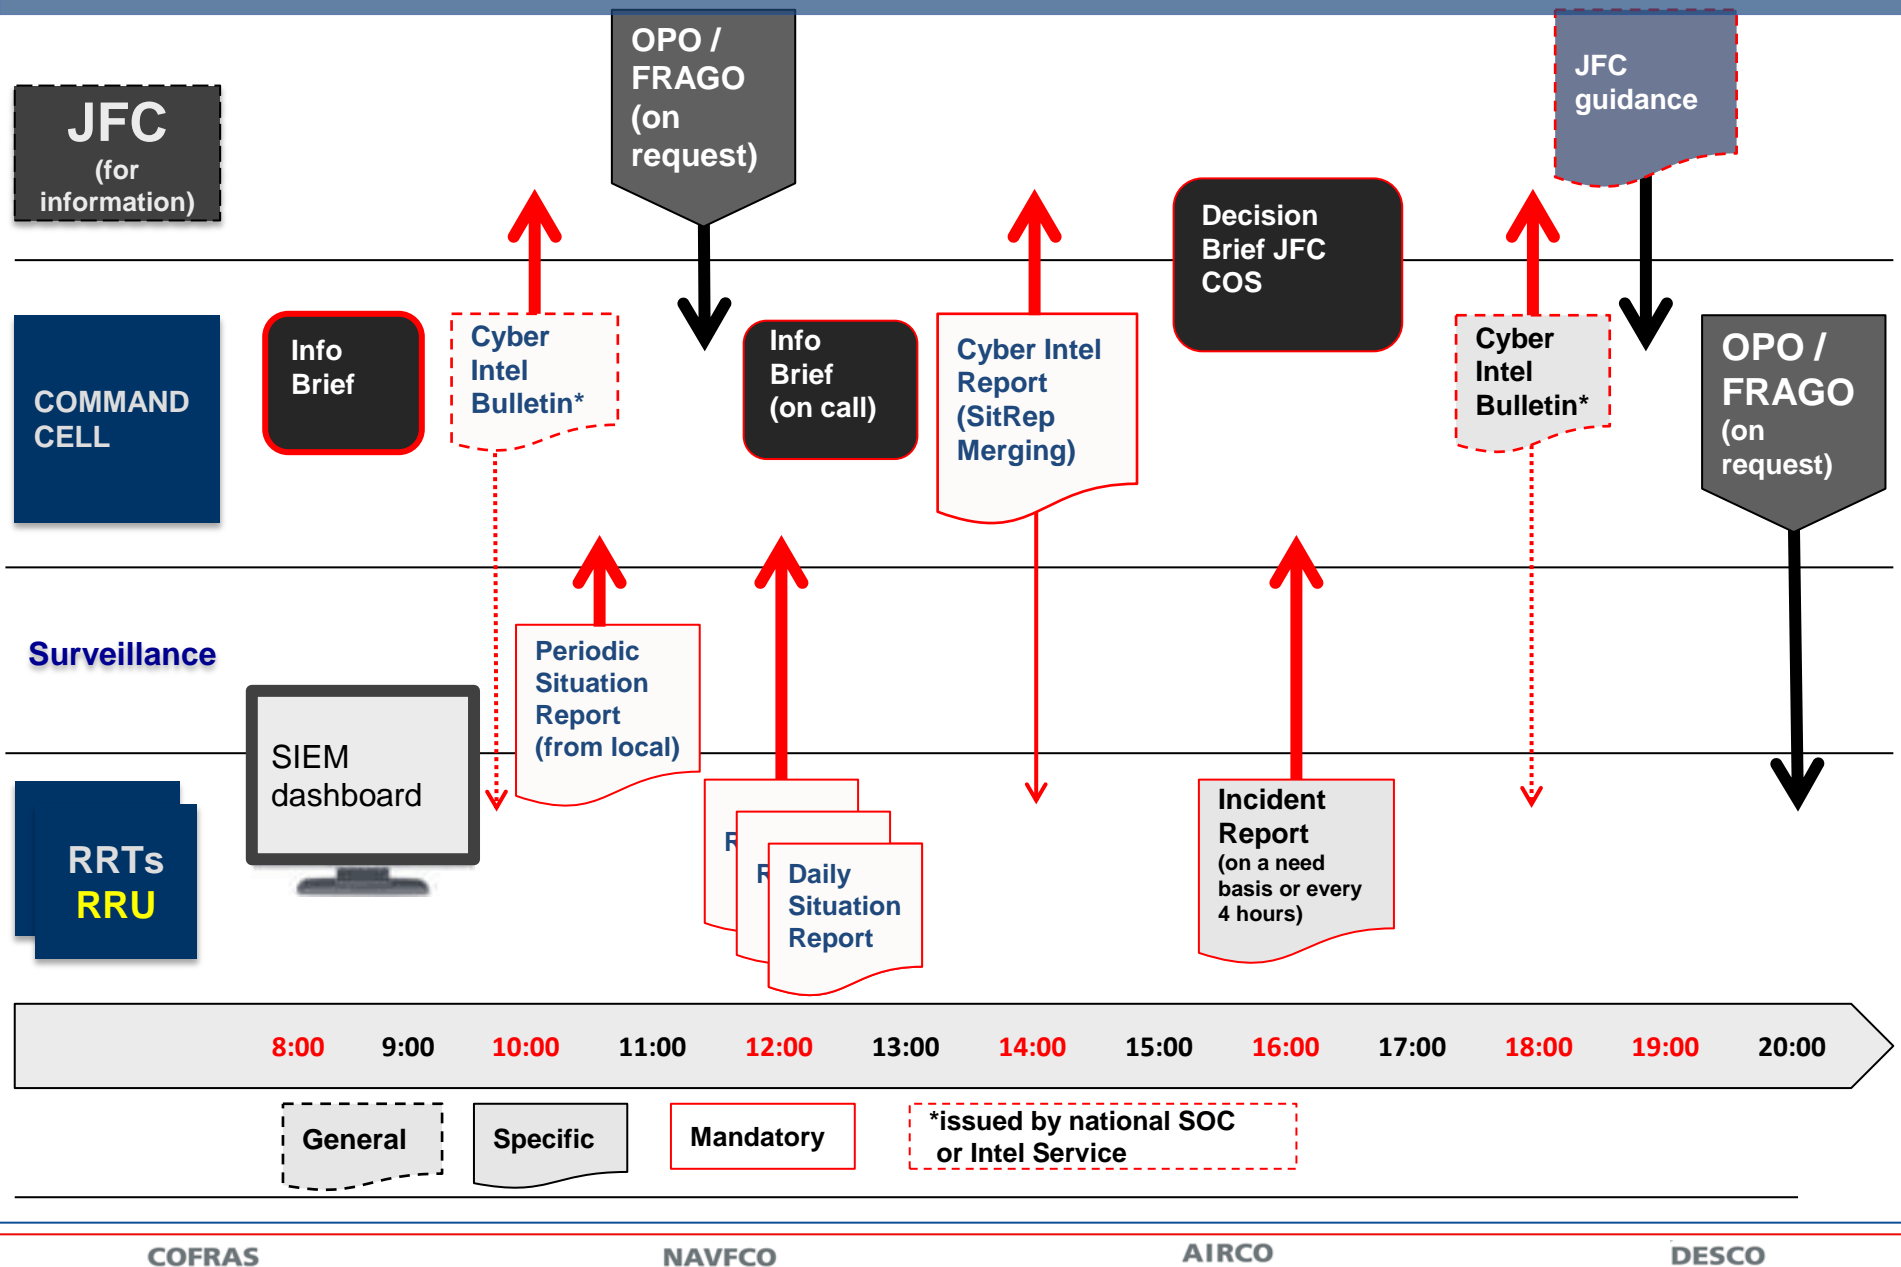 OPO /
FRAGO
(on
request)
JFC
guidance
JFC
(for
information)
Decision
Brief JFC
COS
COMMAND
CELL
Info
Brief
Cyber
Intel
Bulletin*
Info
Brief
(on call)
Cyber Intel
Report
(SitRep
Merging)
Cyber
Intel
Bulletin*
OPO /
FRAGO
(on
request)
Surveillance
SIEM
dashboard
Periodic
Situation
Report
(from local)
RRTs
RRU
R
R
Daily
Situation
Report
Incident
Report
(on a need
basis or every
4 hours)
8:00 9:00 10:00 11:00 12:00 13:00 14:00 15:00 16:00 17:00 18:00 19:00 20:00
General
Specific
Mandatory
*issued by national SOC
or Intel Service
COFRAS NAVFCO AIRCO DESCO